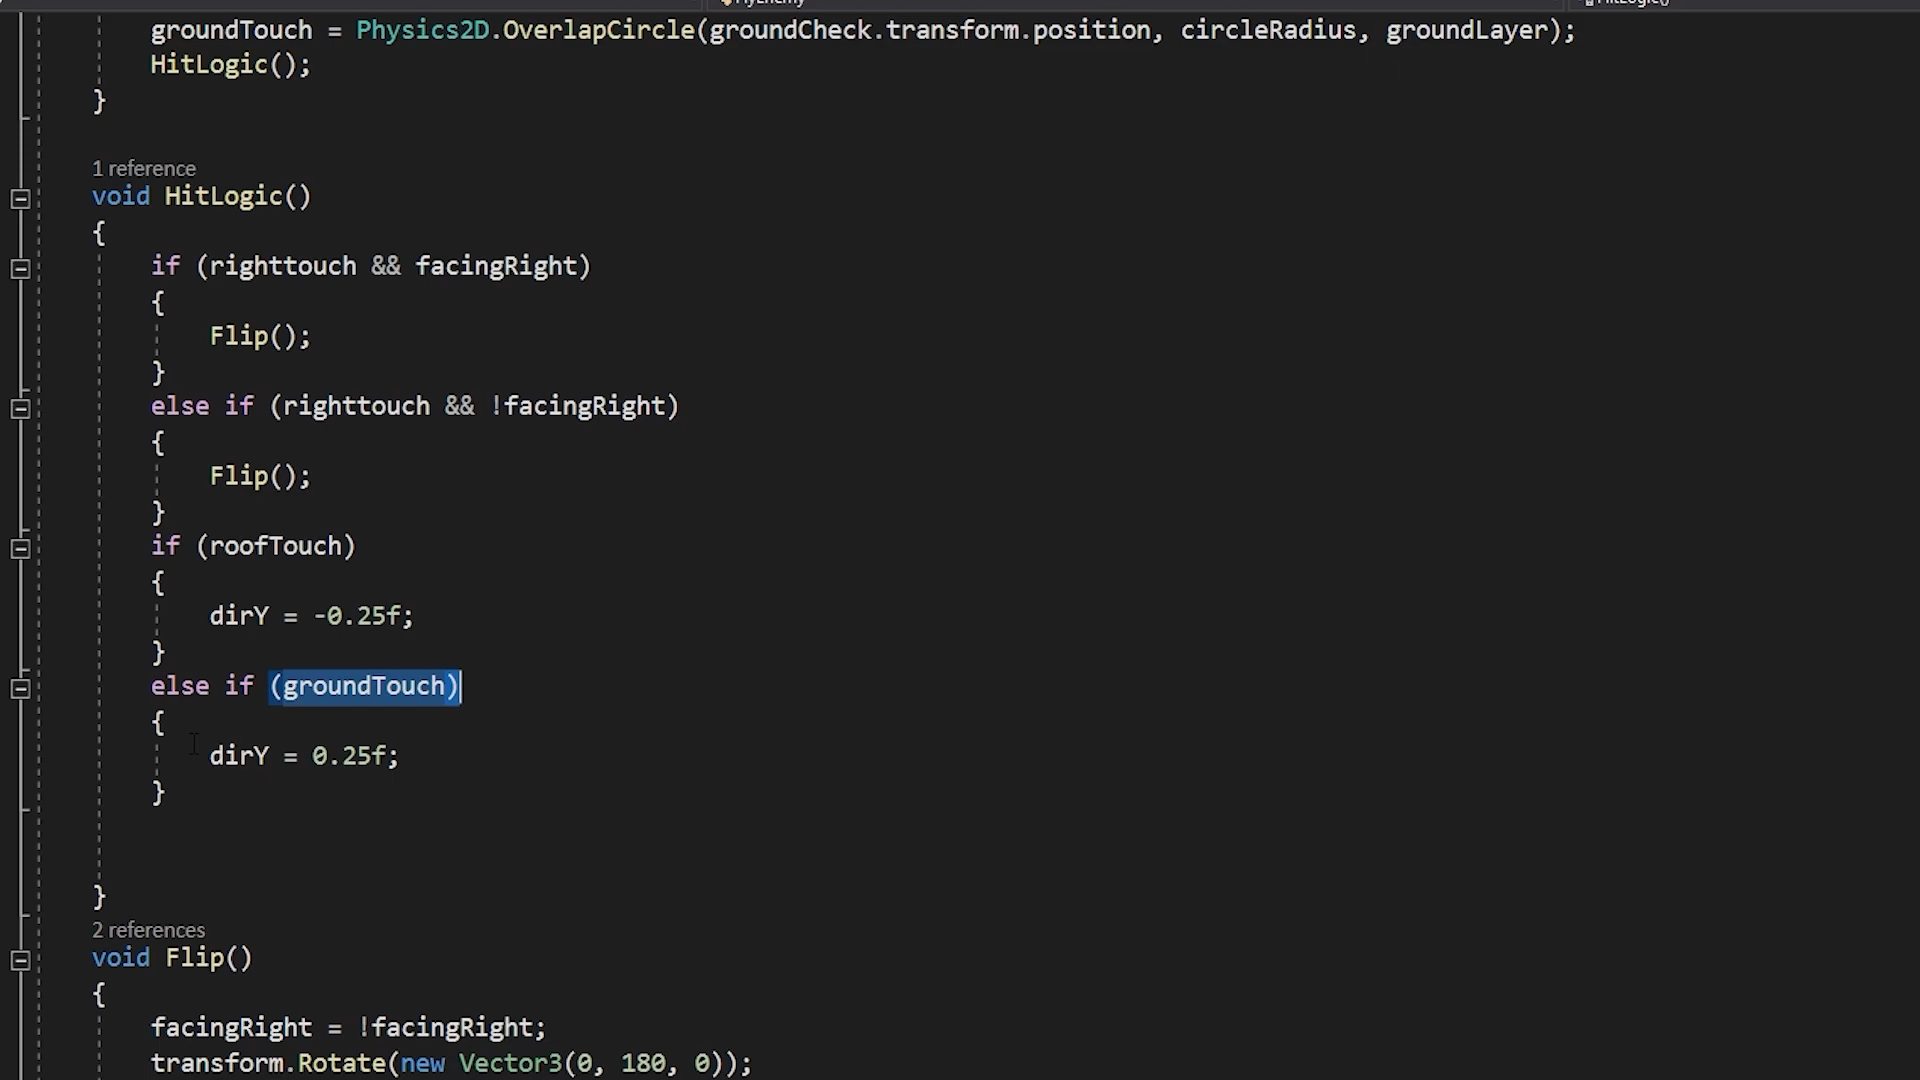 MyEnemy HitLogic()
groundTouch = Physics2D.OverlapCircle(groundCheck.transform.position, circleRadius, groundLayer);
HitLogic();
}
1 reference
void HitLogic()
{
if (righttouch && facingRight)
{
Flip();
}
else if (righttouch && !facingRight)
{
Flip();
}
if (roofTouch)
{
dirY = -0.25f;
}
else if (groundTouch)
{
dirY = 0.25f;
}
}
2 references
void Flip()
{
facingRight = !facingRight;
transform.Rotate(new Vector3(0, 180, 0));